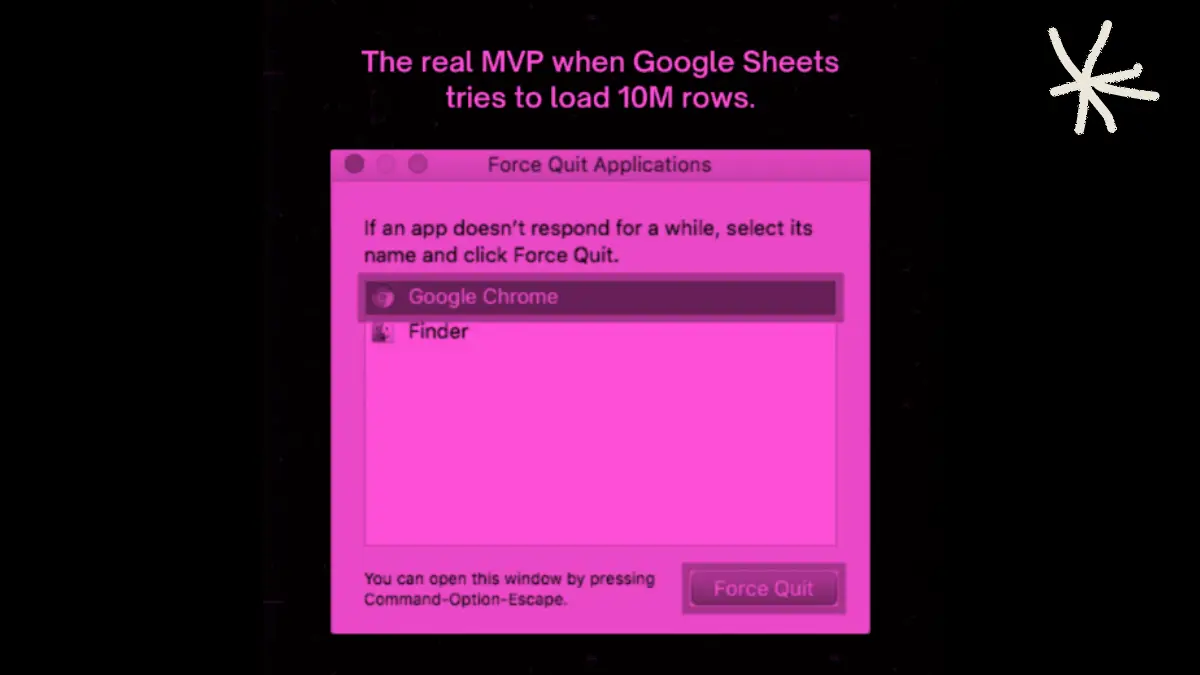 The real MVP when Google Sheets
tries to load 10M rows.
Force Quit Applications
If an app doesn’t respond for a while, select its
name and click Force Quit.
Google Chrome
Finder
You can open this window by pressing
Command-Option-Escape.
Force Quit